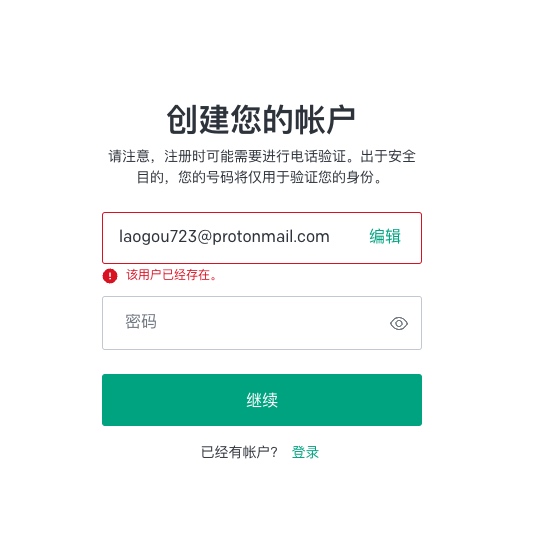 创建您的帐户
请注意，注册时可能需要进行电话验证。出于安全
目的，您的号码将仅用于验证您的身份。
laogou723@protonmail.com 编辑
该用户已经存在。
密码
继续
已经有帐户？ 登录